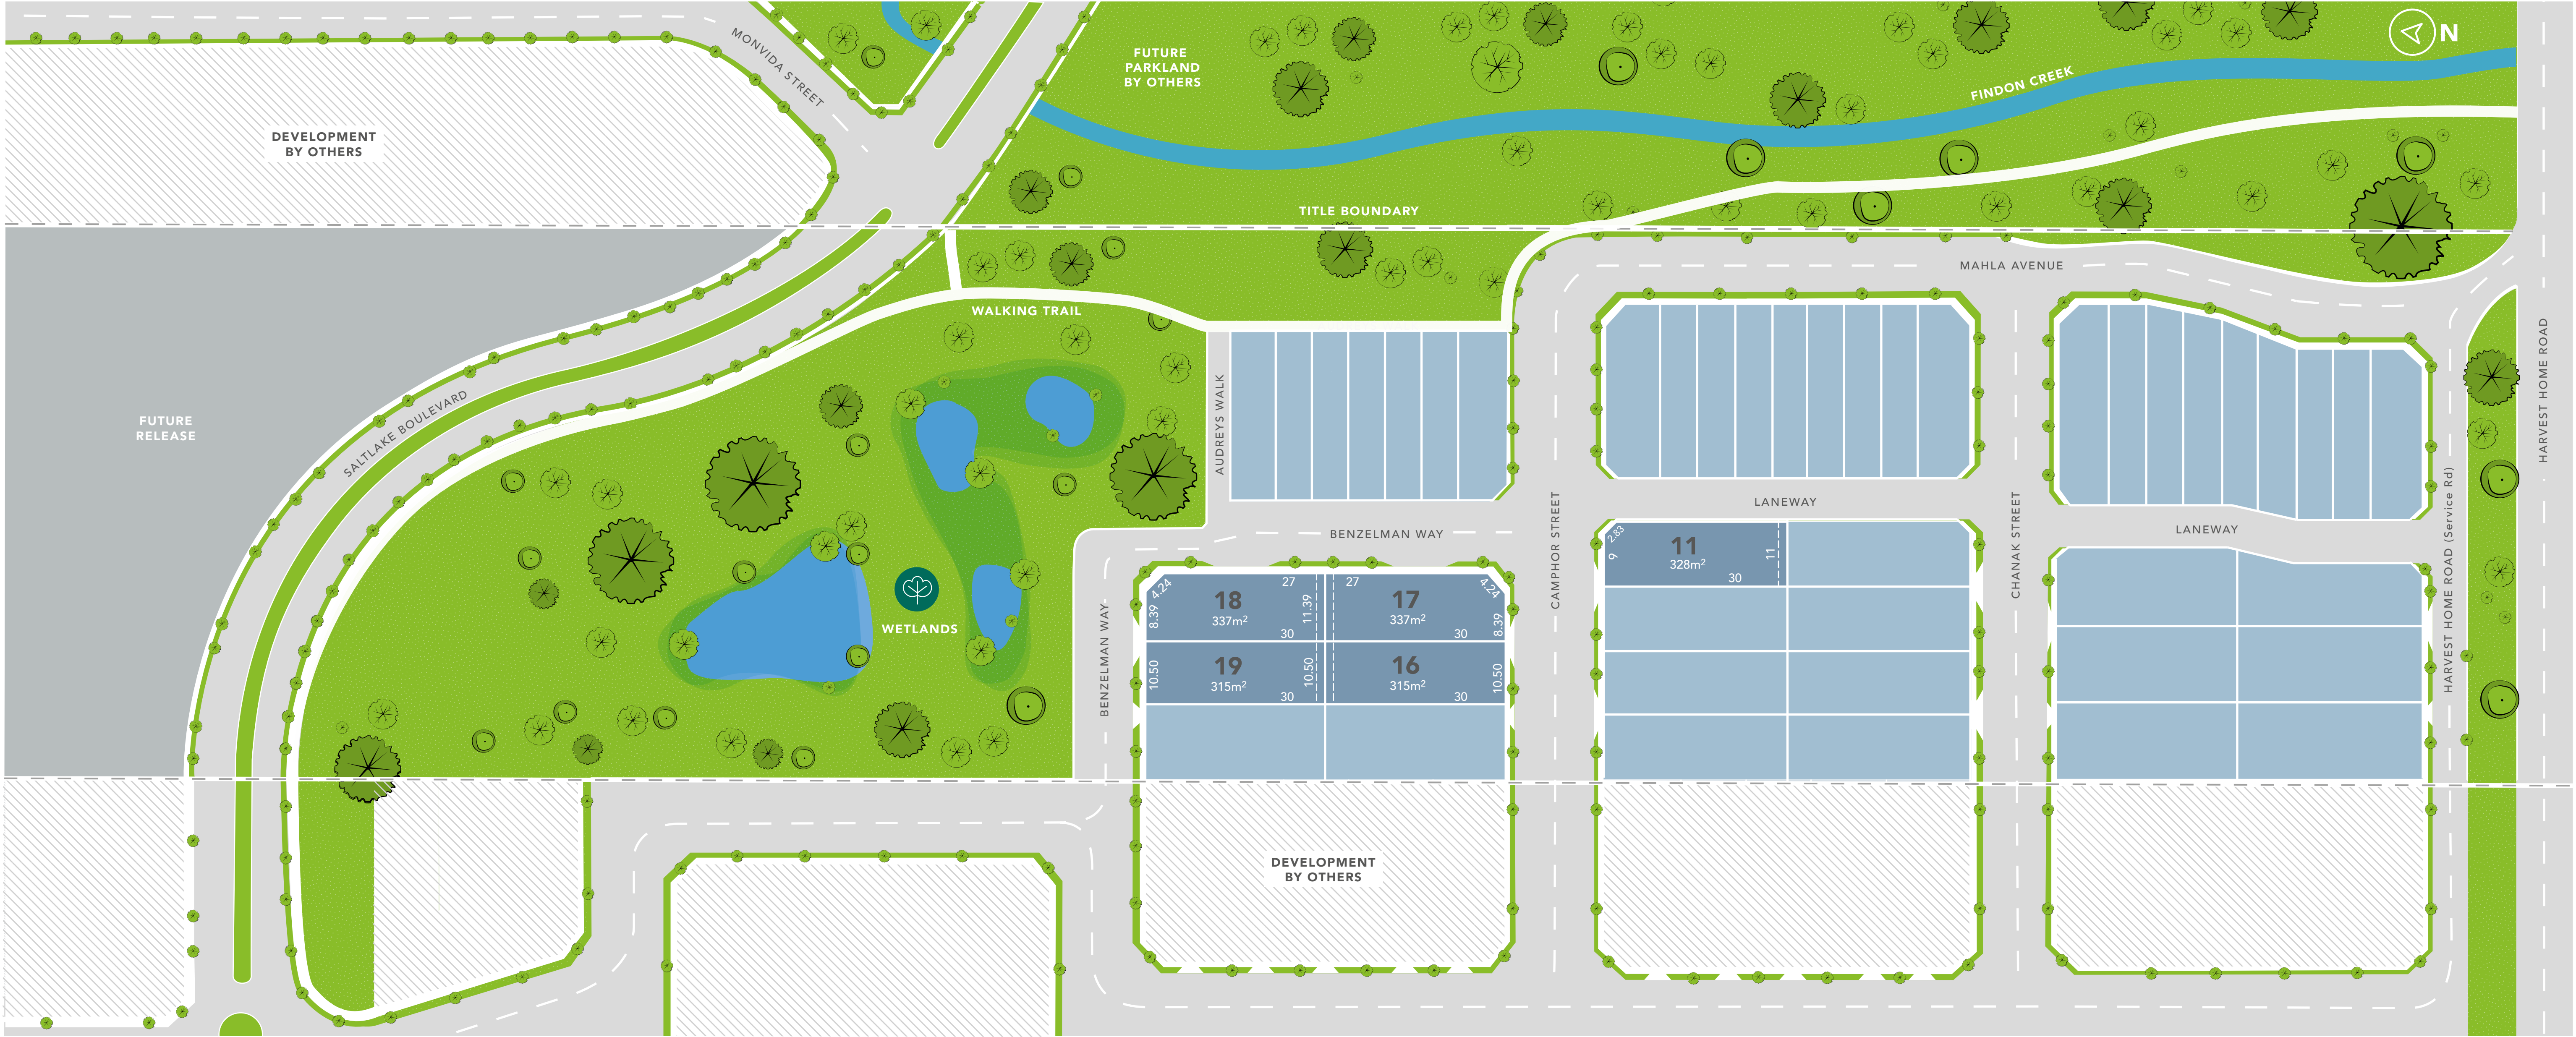 MONVIDA STREET
FUTURE
PARKLAND
BY OTHERS
N
FINDON CREEK
DEVELOPMENT
BY OTHERS
TITLE BOUNDARY
MAHLA AVENUE
WALKING TRAIL
HARVEST HOME ROAD
FUTURE
RELEASE
SALTLAKE BOULEVARD
AUDREYS WALK
LANEWAY
BENZELMAN WAY
CAMPHOR STREET
CHANAK STREET
LANEWAY
HARVEST HOME ROAD (Service Rd)
2.83
9
11
328m²
11
30
WETLANDS
BENZELMAN WAY
4.24
8.39
18
337m²
27
11.39
30
27
17
337m²
4.24
8.39
30
10.50
19
315m²
10.50
30
16
315m²
10.50
30
DEVELOPMENT
BY OTHERS